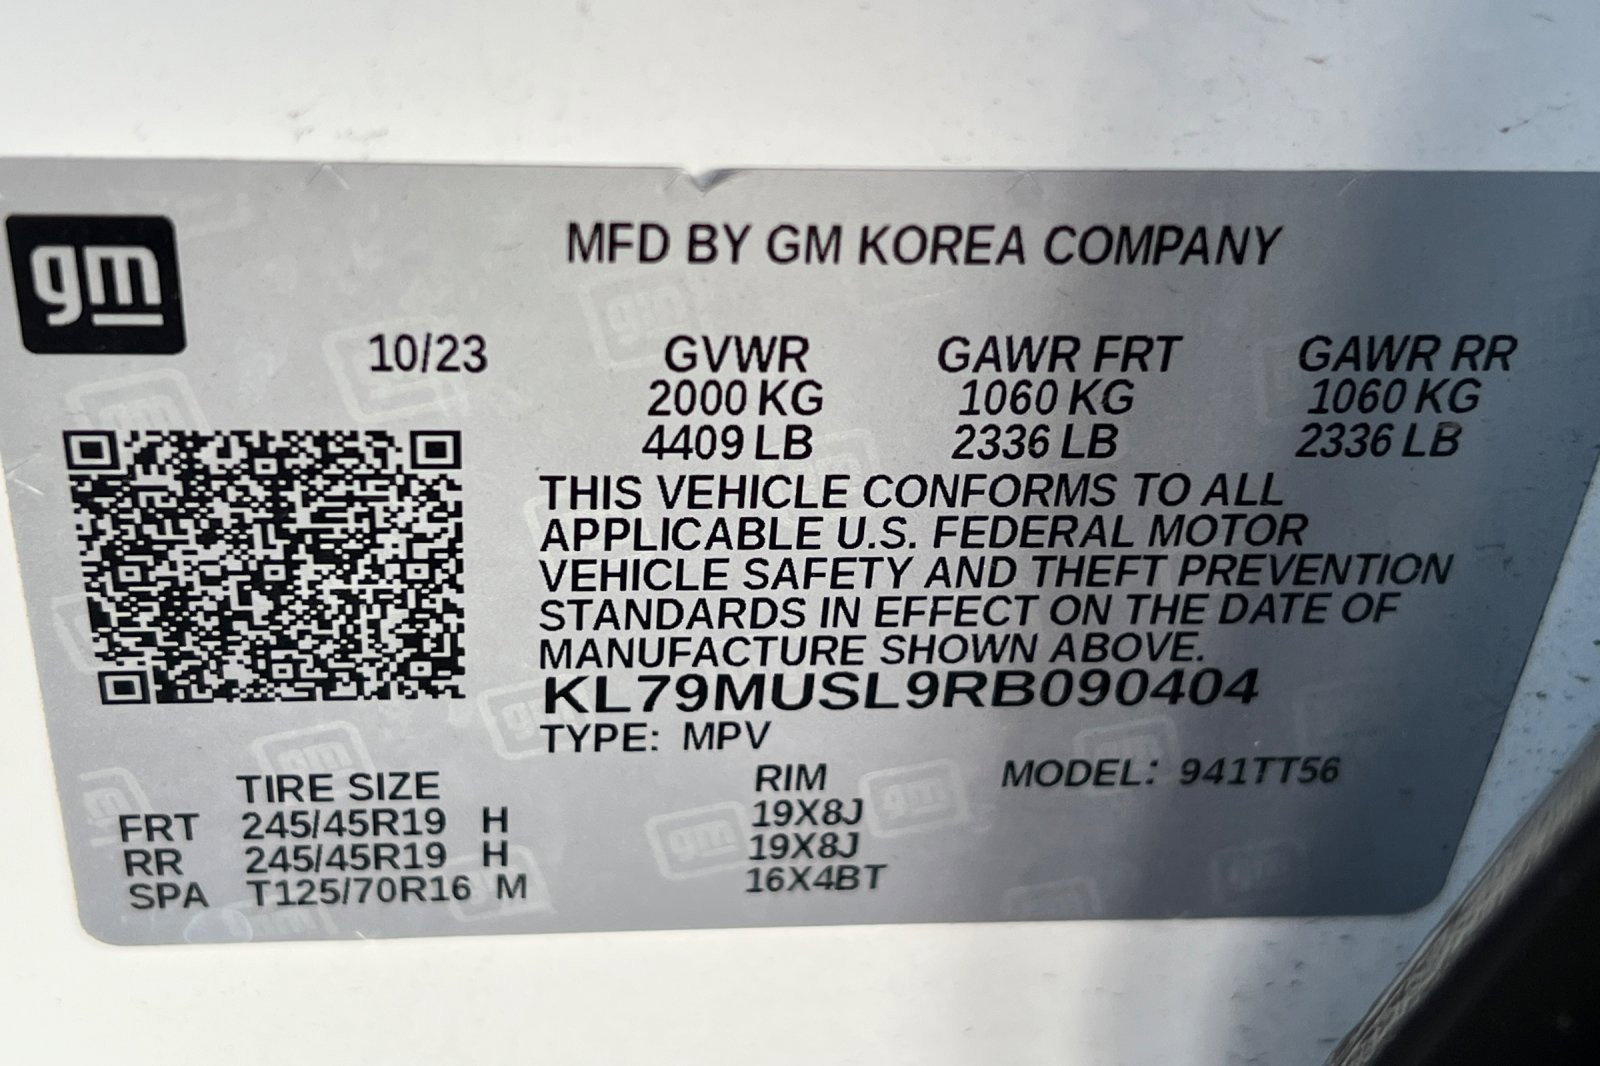 gm
MFD BY GM KOREA COMPANY
10/23 GVWR GAWR FRT GAWR RR
2000 KG 1060 KG 1060 KG
4409 LB 2336 LB 2336 LB
THIS VEHICLE CONFORMS TO ALL
APPLICABLE U.S. FEDERAL MOTOR
VEHICLE SAFETY AND THEFT PREVENTION
STANDARDS IN EFFECT ON THE DATE OF
MANUFACTURE SHOWN ABOVE.
KL79MUSL9RB090404
TYPE: MPV
TIRE SIZE RIM MODEL: 941TT56
FRT 245/45R19 H 19X8J
RR 245/45R19 H 19X8J
SPA T125/70R16 M 16X4BT